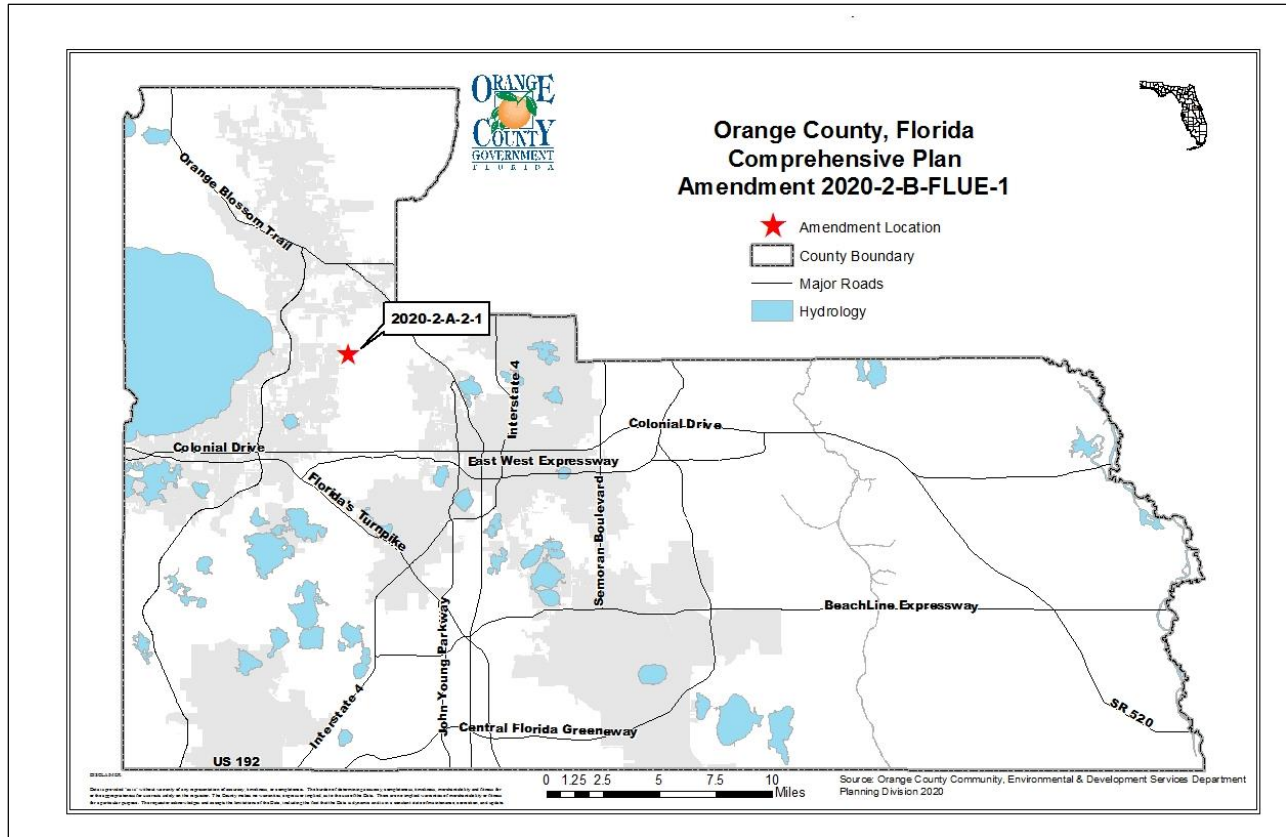 ORANGE
COUNTY
GOVERNMENT
FLORIDA
Orange County, Florida
Comprehensive Plan
Amendment 2020-2-B-FLUE-1
Amendment Location
County Boundary
Major Roads
Hydrology
Orange Blossom Trail
2020-2-A-2-1
Interstate 4
Colonial Drive
Colonial Drive
East West Expressway
Florida's Turnpike
Semoran-Boulevard
BeachLine Expressway
John-Young-Parkway
Interstate 4
Central Florida Greeneway
SR 520
US 192
0 1.25 2.5 5 7.5 10
Miles
Source: Orange County Community, Environmental & Development Services Department
Planning Division 2020